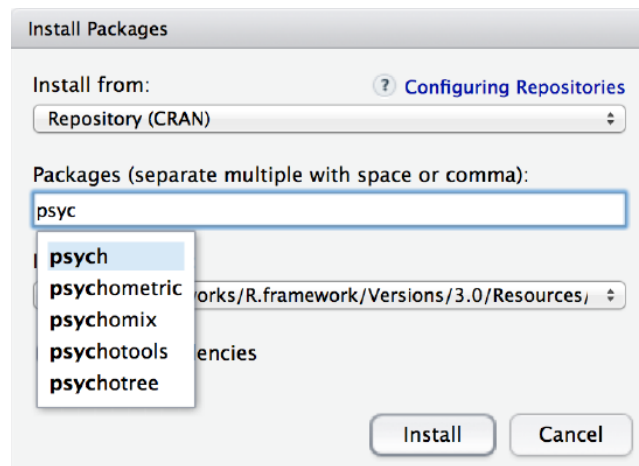 Install Packages
Install from:
? Configuring Repositories
Repository (CRAN)
Packages (separate multiple with space or comma):
psyc
psych
psychometric
orks/R.framework/Versions/3.0/Resources/
psychomix
psychotools
encies
psychotree
Install
Cancel